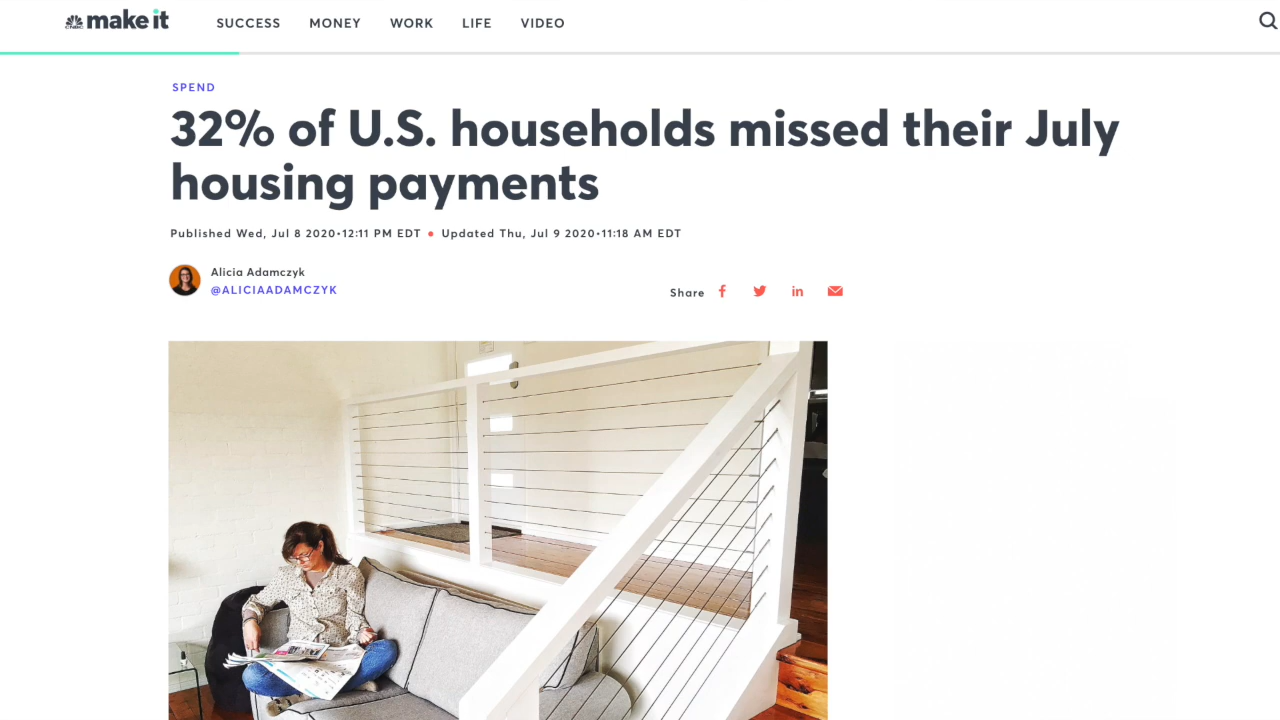 CNBC make it SUCCESS MONEY WORK LIFE VIDEO
SPEND
32% of U.S. households missed their July
housing payments
Published Wed, Jul 8 2020•12:11 PM EDT • Updated Thu, Jul 9 2020•11:18 AM EDT
Alicia Adamczyk
@ALICIAADAMCZYK
Share